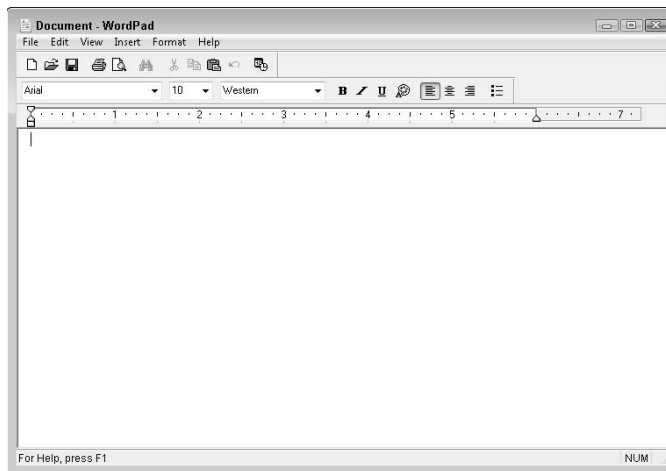 Document - WordPad
File Edit View Insert Format Help
Arial 10 Western B I U
1 2 3 4 5 7
For Help, press F1 NUM